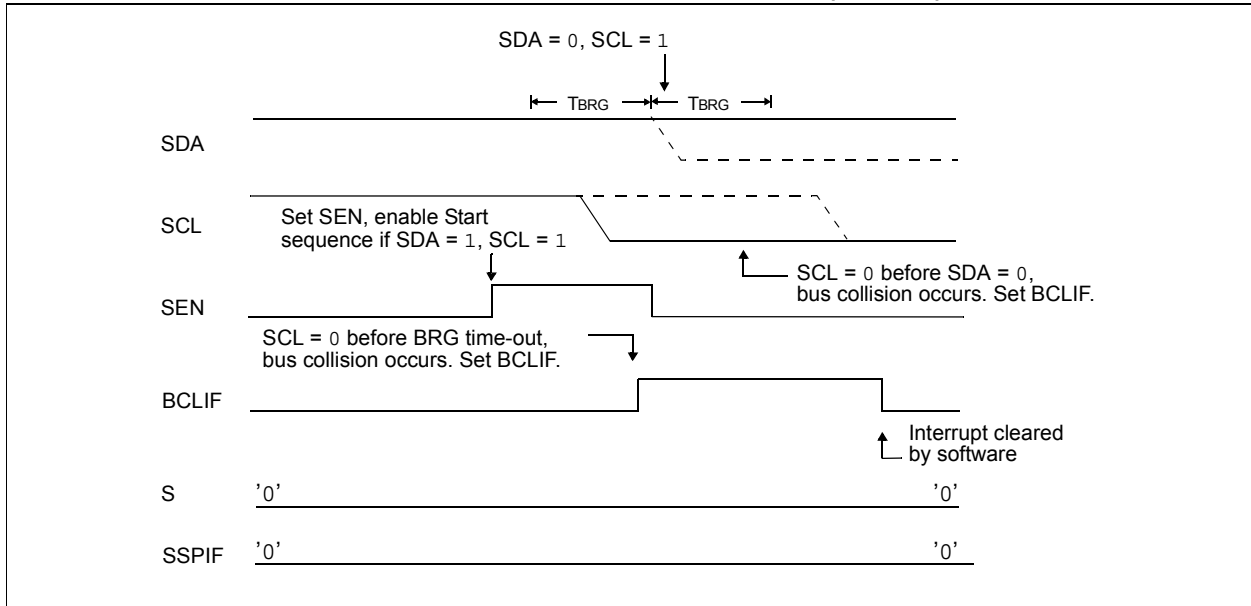 SDA = 0, SCL = 1
TBRG TBRG
SDA
SCL
Set SEN, enable Start
sequence if SDA = 1, SCL = 1
SCL = 0 before SDA = 0,
bus collision occurs. Set BCLIF.
SEN
SCL = 0 before BRG time-out,
bus collision occurs. Set BCLIF.
BCLIF
Interrupt cleared
by software
S '0' '0'
SSPIF '0' '0'